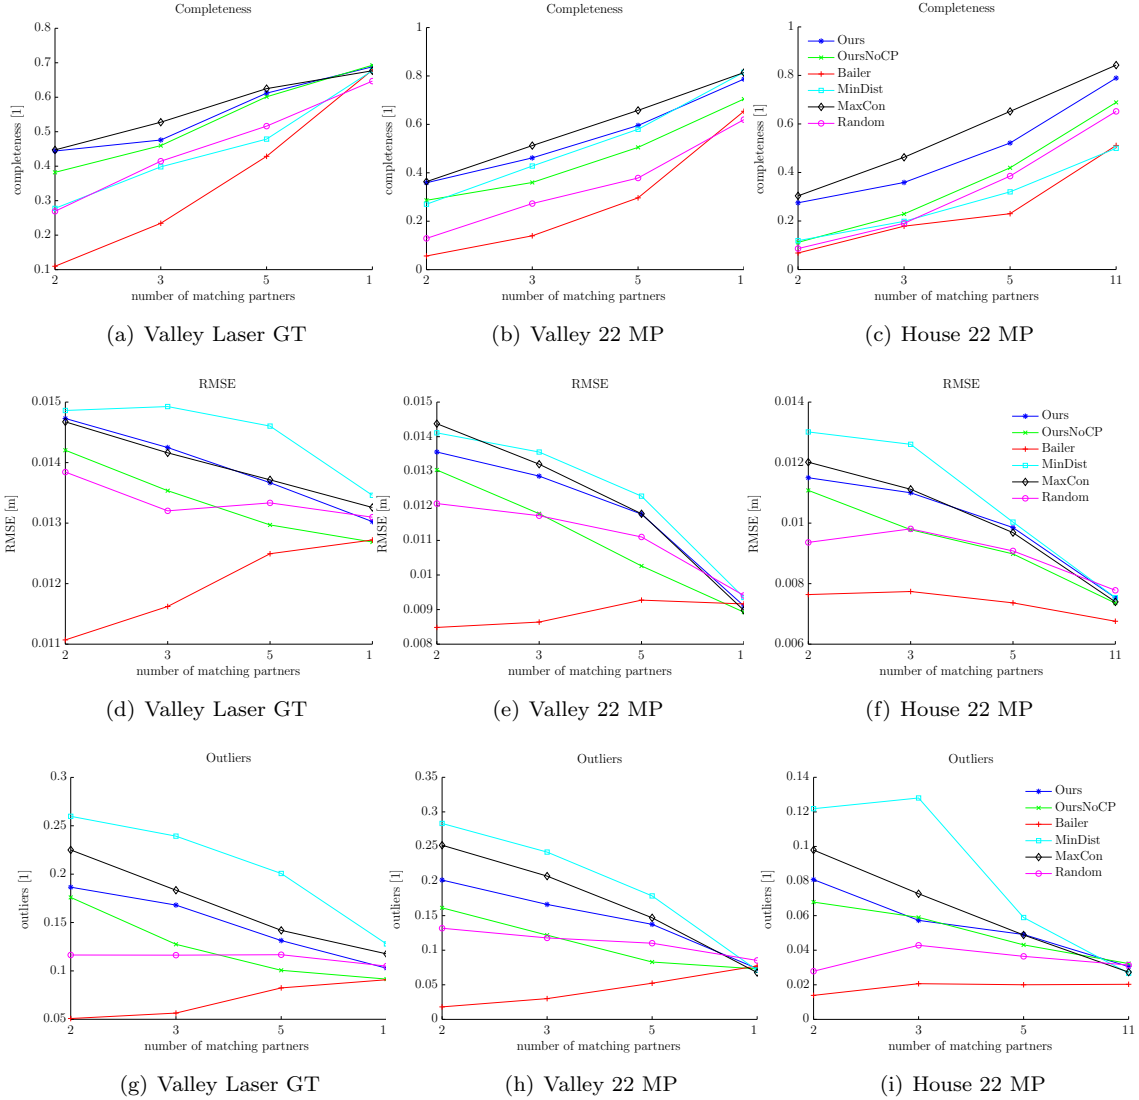 Completeness
completeness [1]
0.8
0.7
0.6
0.5
0.4
0.3
0.2
0.1
2
3
5
1
number of matching partners
(a) Valley Laser GT
Completeness
completeness [1]
1
0.8
0.6
0.4
0.2
0
2
3
5
1
number of matching partners
(b) Valley 22 MP
Completeness
completeness [1]
1
0.8
0.6
0.4
0.2
0
Ours
OursNoCP
Bailer
MinDist
MaxCon
Random
2
3
5
11
number of matching partners
(c) House 22 MP
RMSE
RMSE [m]
0.015
0.014
0.013
0.012
0.011
2
3
5
1
number of matching partners
(d) Valley Laser GT
RMSE
RMSE [m]
0.015
0.014
0.013
0.012
0.011
0.01
0.009
0.008
2
3
5
1
number of matching partners
(e) Valley 22 MP
RMSE
RMSE [m]
0.014
0.012
0.01
0.008
0.006
Ours
OursNoCP
Bailer
MinDist
MaxCon
Random
2
3
5
11
number of matching partners
(f) House 22 MP
Outliers
outliers [1]
0.3
0.25
0.2
0.15
0.1
0.05
2
3
5
1
number of matching partners
(g) Valley Laser GT
Outliers
outliers [1]
0.35
0.3
0.25
0.2
0.15
0.1
0.05
0
2
3
5
1
number of matching partners
(h) Valley 22 MP
Outliers
outliers [1]
0.14
0.12
0.1
0.08
0.06
0.04
0.02
0
Ours
OursNoCP
Bailer
MinDist
MaxCon
Random
2
3
5
11
number of matching partners
(i) House 22 MP